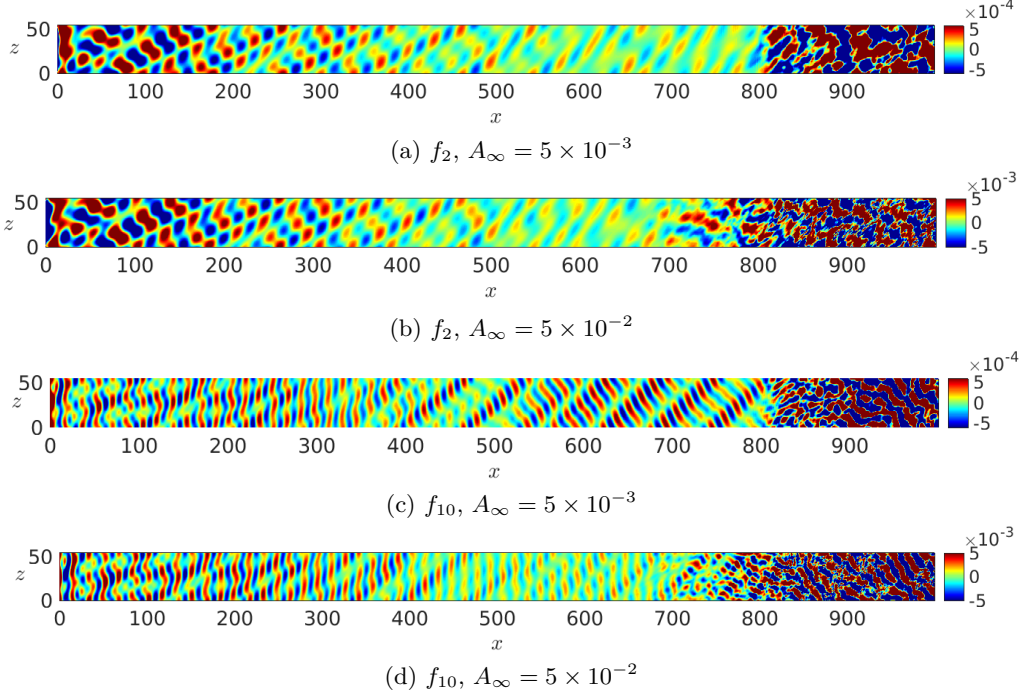 ×10⁻⁴
z 50 0 5 -5
0 100 200 300 400 500 600 700 800 900
x
(a) f₂, A∞ = 5 × 10⁻³
×10⁻³
z 50 0 5 -5
0 100 200 300 400 500 600 700 800 900
x
(b) f₂, A∞ = 5 × 10⁻²
×10⁻⁴
z 50 0 5 -5
0 100 200 300 400 500 600 700 800 900
x
(c) f₁₀, A∞ = 5 × 10⁻³
×10⁻³
z 50 0 5 -5
0 100 200 300 400 500 600 700 800 900
x
(d) f₁₀, A∞ = 5 × 10⁻²